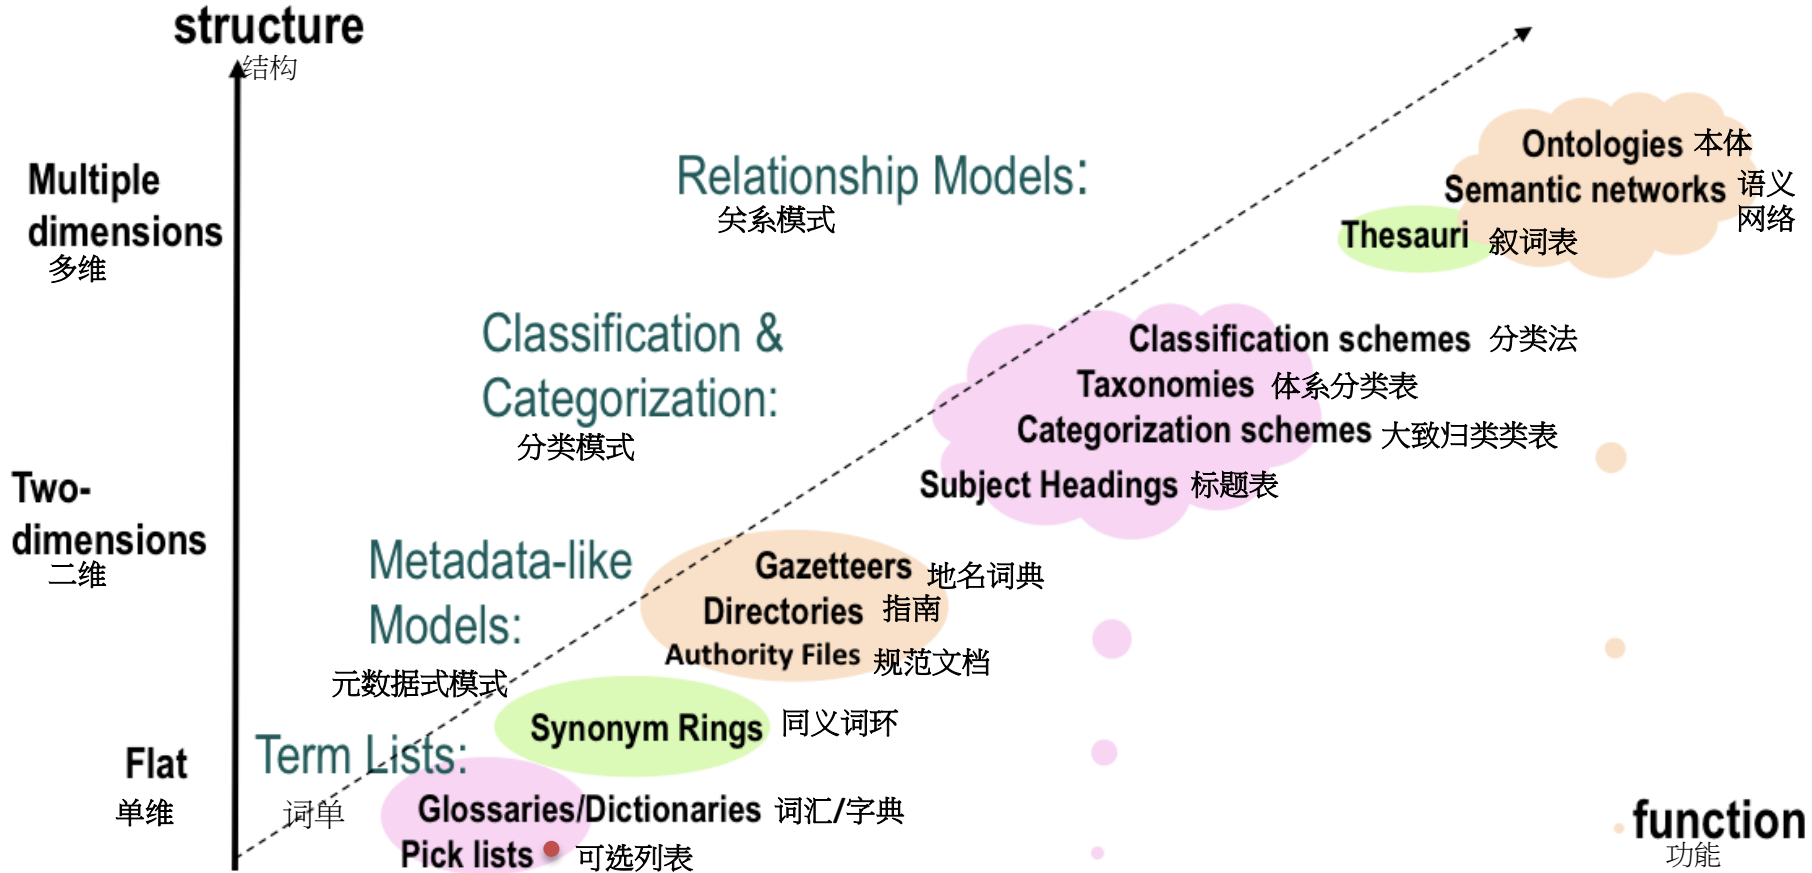 structure
结构
Multiple
dimensions
多维
Relationship Models:
关系模式
Ontologies 本体
Semantic networks 语义
网络
Thesauri 叙词表
Classification &
Categorization:
分类模式
Classification schemes 分类法
Taxonomies 体系分类表
Categorization schemes 大致归类类表
Subject Headings 标题表
Two-
dimensions
二维
Metadata-like
Models:
元数据式模式
Gazetteers 地名词典
Directories 指南
Authority Files 规范文档
Synonym Rings 同义词环
Flat
单维
Term Lists:
词单
Glossaries/Dictionaries 词汇/字典
Pick lists 可选列表
function
功能